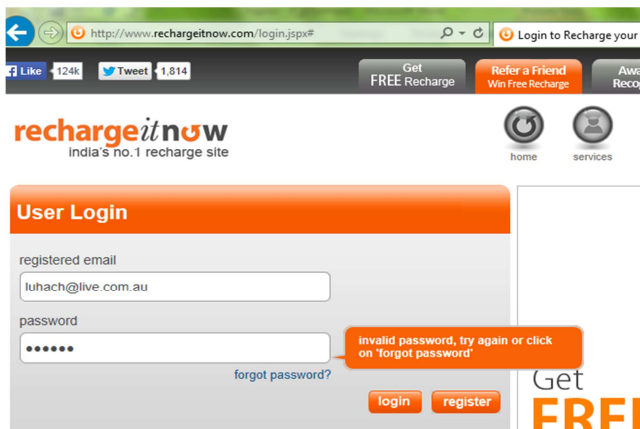 http://www.rechargeitnow.com/login.jspx#
Login to Recharge your
Like 124k Tweet 1,814
Get
FREE Recharge
Refer a Friend
Win Free Recharge
rechargeitnow
india's no.1 recharge site
home services
User Login
registered email
luhach@live.com.au
password
••••••
invalid password, try again or click
on 'forgot password'
forgot password?
login register
Get